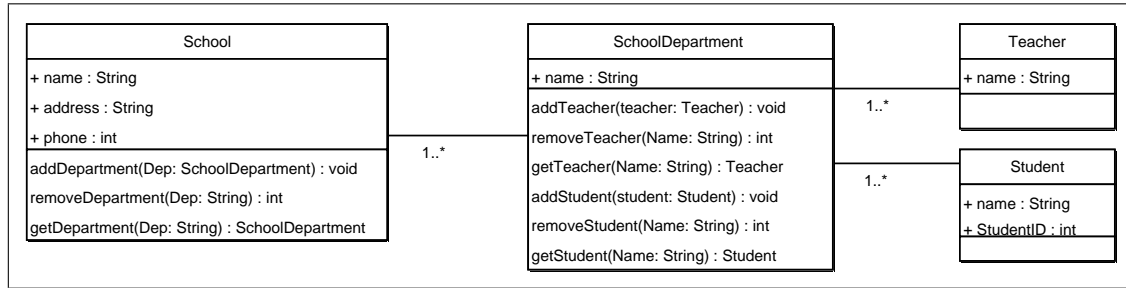 School
+ name : String
+ address : String
+ phone : int
addDepartment(Dep: SchoolDepartment) : void
removeDepartment(Dep: String) : int
getDepartment(Dep: String) : SchoolDepartment
1..*
SchoolDepartment
+ name : String
addTeacher(teacher: Teacher) : void
removeTeacher(Name: String) : int
getTeacher(Name: String) : Teacher
addStudent(student: Student) : void
removeStudent(Name: String) : int
getStudent(Name: String) : Student
1..*
1..*
Teacher
+ name : String
Student
+ name : String
+ StudentID : int